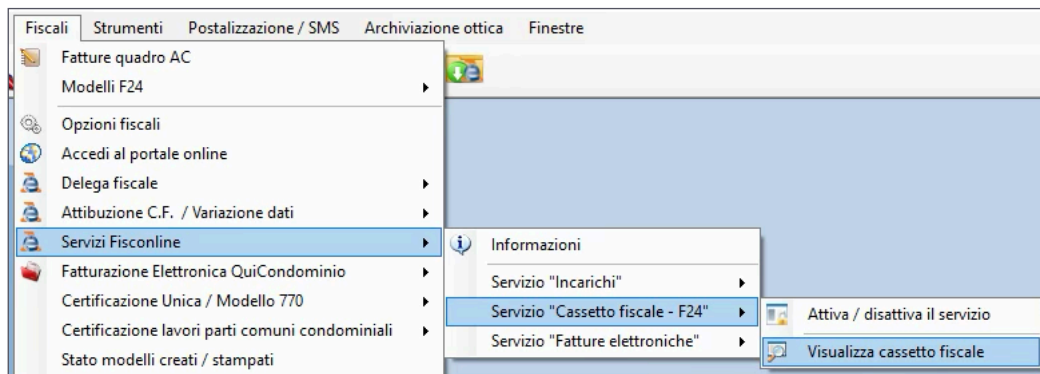 Fiscali Strumenti Postalizzazione / SMS Archiviazione ottica Finestre
Fatture quadro AC
Modelli F24
Opzioni fiscali
Accedi al portale online
Delega fiscale
Attibuzione C.F. / Variazione dati
Servizi Fisconline
Fatturazione Elettronica QuiCondominio
Certificazione Unica / Modello 770
Certificazione lavori parti comuni condominiali
Stato modelli creati / stampati
Informazioni
Servizio "Incarichi"
Servizio "Cassetto fiscale - F24"
Servizio "Fatture elettroniche"
Attiva / disattiva il servizio
Visualizza cassetto fiscale